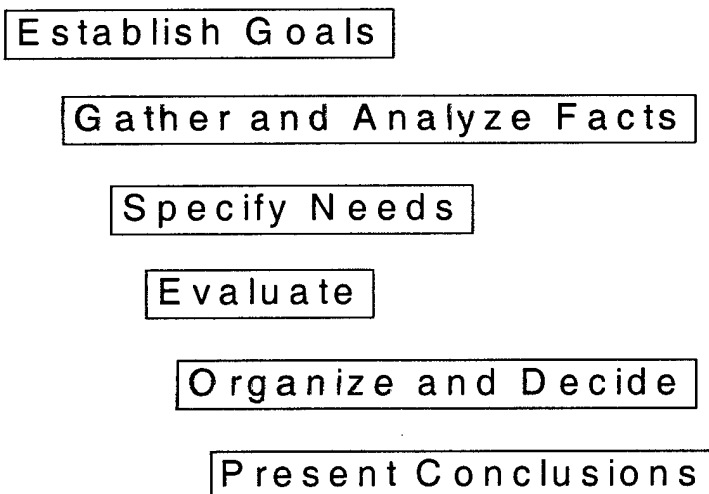 Establish Goals
Gather and Analyze Facts
Specify Needs
Evaluate
Organize and Decide
Present Conclusions